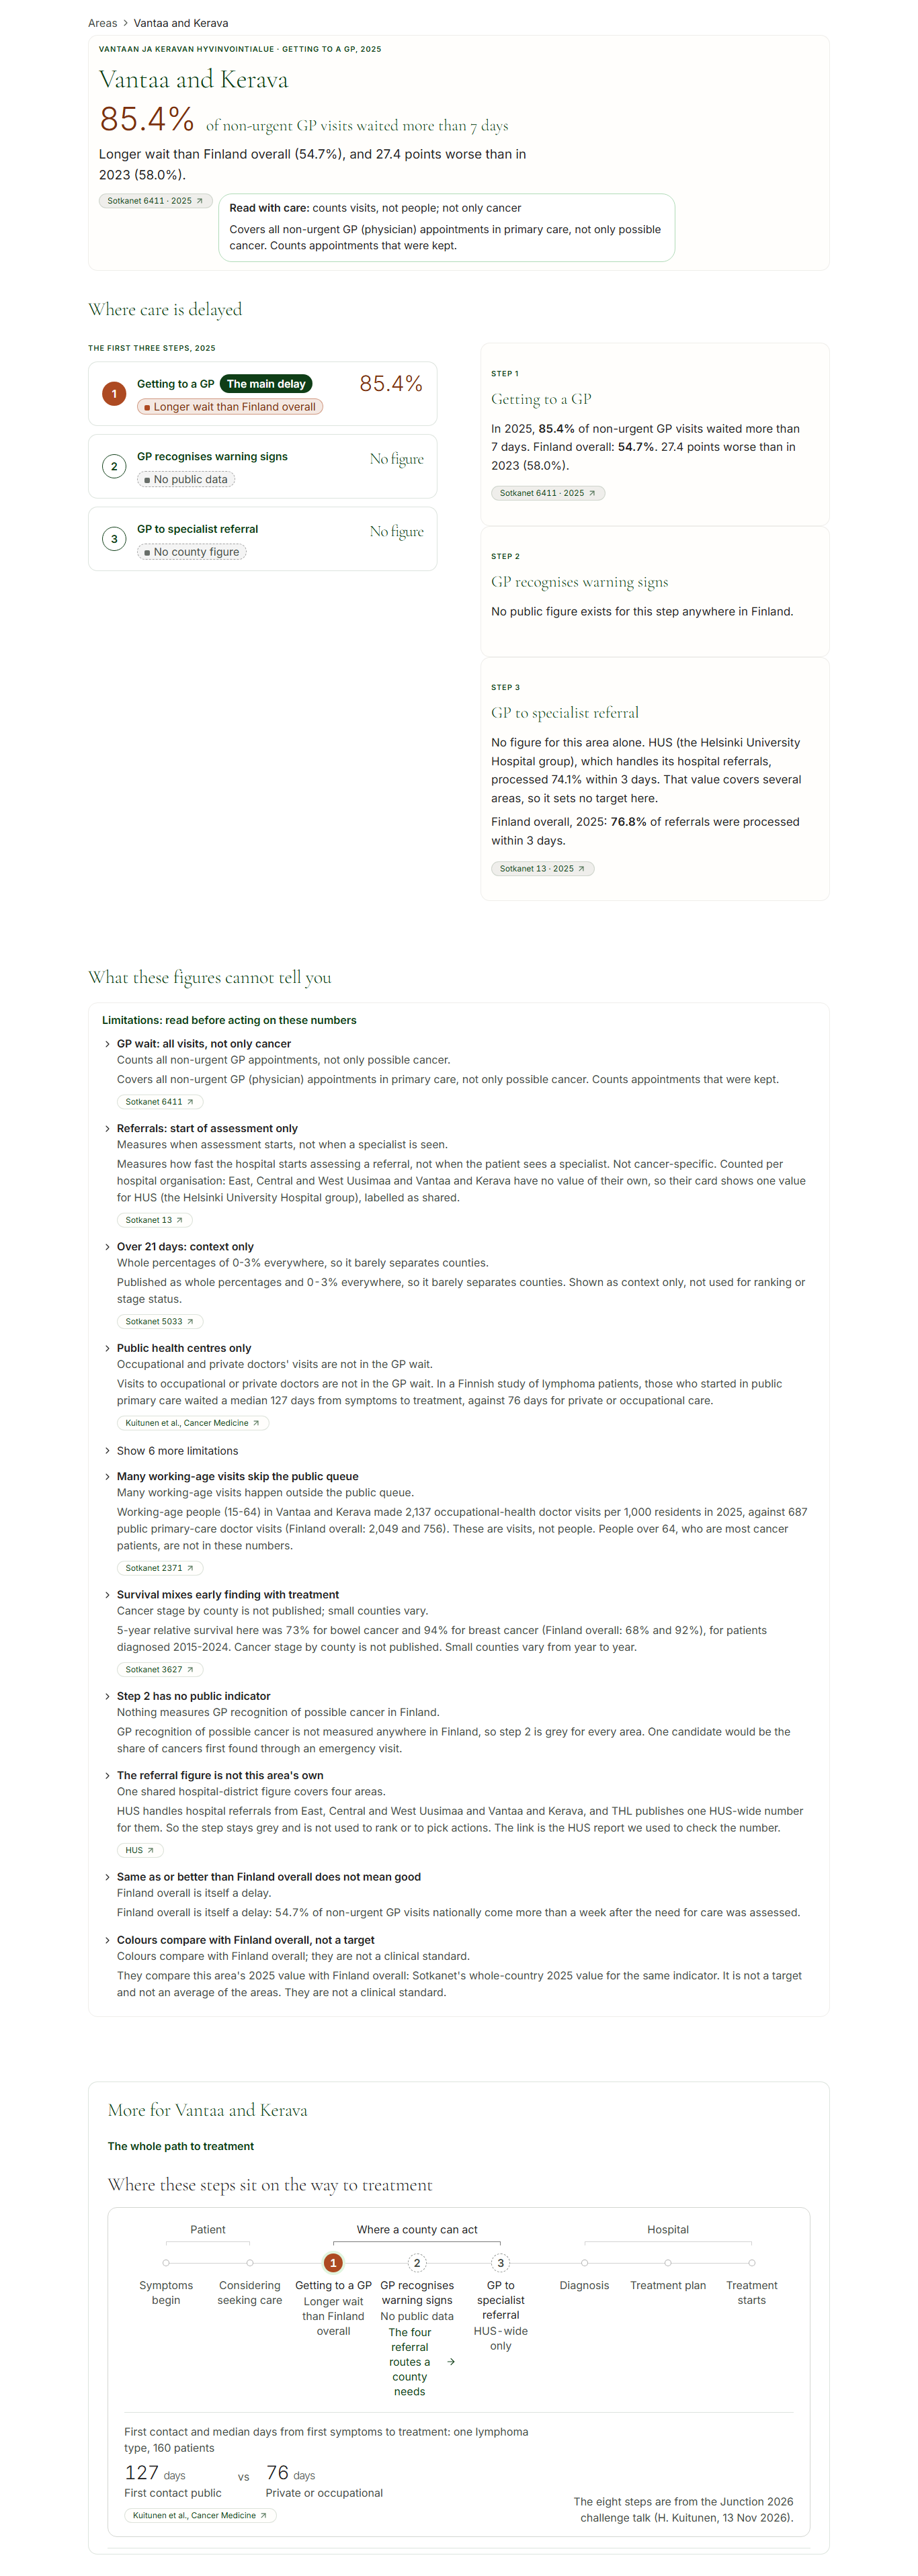 Areas > Vantaa and Kerava
VANTAAN JA KERAVAN HYVINVOINTIALUE · GETTING TO A GP, 2025
Vantaa and Kerava
85.4% of non-urgent GP visits waited more than 7 days
Longer wait than Finland overall (54.7%), and 27.4 points worse than in
2023 (58.0%).
Sotkanet 6411 · 2025 ↗
Read with care: counts visits, not people; not only cancer
Covers all non-urgent GP (physician) appointments in primary care, not only possible
cancer. Counts appointments that were kept.
Where care is delayed
THE FIRST THREE STEPS, 2025
1
Getting to a GP The main delay
85.4%
Longer wait than Finland overall
2
GP recognises warning signs
No figure
No public data
3
GP to specialist referral
No figure
No county figure
STEP 1
Getting to a GP
In 2025, 85.4% of non-urgent GP visits waited more than
7 days. Finland overall: 54.7%. 27.4 points worse than in
2023 (58.0%).
Sotkanet 6411 · 2025 ↗
STEP 2
GP recognises warning signs
No public figure exists for this step anywhere in Finland.
STEP 3
GP to specialist referral
No figure for this area alone. HUS (the Helsinki University
Hospital group), which handles its hospital referrals,
processed 74.1% within 3 days. That value covers several
areas, so it sets no target here.
Finland overall, 2025: 76.8% of referrals were processed
within 3 days.
Sotkanet 13 · 2025 ↗
What these figures cannot tell you
Limitations: read before acting on these numbers
GP wait: all visits, not only cancer
Counts all non-urgent GP appointments, not only possible cancer.
Covers all non-urgent GP (physician) appointments in primary care, not only possible cancer. Counts appointments that were kept.
Sotkanet 6411 ↗
Referrals: start of assessment only
Measures when assessment starts, not when a specialist is seen.
Measures how fast the hospital starts assessing a referral, not when the patient sees a specialist. Not cancer-specific. Counted per
hospital organisation: East, Central and West Uusimaa and Vantaa and Kerava have no value of their own, so their card shows one value
for HUS (the Helsinki University Hospital group), labelled as shared.
Sotkanet 13 ↗
Over 21 days: context only
Whole percentages of 0-3% everywhere, so it barely separates counties.
Published as whole percentages and 0-3% everywhere, so it barely separates counties. Shown as context only, not used for ranking or
stage status.
Sotkanet 5033 ↗
Public health centres only
Occupational and private doctors' visits are not in the GP wait.
Visits to occupational or private doctors are not in the GP wait. In a Finnish study of lymphoma patients, those who started in public
primary care waited a median 127 days from symptoms to treatment, against 76 days for private or occupational care.
Kuitunen et al., Cancer Medicine ↗
Show 6 more limitations
Many working-age visits skip the public queue
Many working-age visits happen outside the public queue.
Working-age people (15-64) in Vantaa and Kerava made 2,137 occupational-health doctor visits per 1,000 residents in 2025, against 687
public primary-care doctor visits (Finland overall: 2,049 and 756). These are visits, not people. People over 64, who are most cancer
patients, are not in these numbers.
Sotkanet 2371 ↗
Survival mixes early finding with treatment
Cancer stage by county is not published; small counties vary.
5-year relative survival here was 73% for bowel cancer and 94% for breast cancer (Finland overall: 68% and 92%), for patients
diagnosed 2015-2024. Cancer stage by county is not published. Small counties vary from year to year.
Sotkanet 3627 ↗
Step 2 has no public indicator
Nothing measures GP recognition of possible cancer in Finland.
GP recognition of possible cancer is not measured anywhere in Finland, so step 2 is grey for every area. One candidate would be the
share of cancers first found through an emergency visit.
The referral figure is not this area's own
One shared hospital-district figure covers four areas.
HUS handles hospital referrals from East, Central and West Uusimaa and Vantaa and Kerava, and THL publishes one HUS-wide number
for them. So the step stays grey and is not used to rank or to pick actions. The link is the HUS report we used to check the number.
HUS ↗
Same as or better than Finland overall does not mean good
Finland overall is itself a delay.
Finland overall is itself a delay: 54.7% of non-urgent GP visits nationally come more than a week after the need for care was assessed.
Colours compare with Finland overall, not a target
Colours compare with Finland overall; they are not a clinical standard.
They compare this area's 2025 value with Finland overall: Sotkanet's whole-country 2025 value for the same indicator. It is not a target
and not an average of the areas. They are not a clinical standard.
More for Vantaa and Kerava
The whole path to treatment
Where these steps sit on the way to treatment
Patient
Where a county can act
Hospital
1
2
3
Symptoms
begin
Considering
seeking care
Getting to a GP
Longer wait
than Finland
overall
GP recognises
warning signs
No public data
The four
referral
routes a →
county
needs
GP to
specialist
referral
HUS-wide
only
Diagnosis
Treatment plan
Treatment
starts
First contact and median days from first symptoms to treatment: one lymphoma
type, 160 patients
127 days vs 76 days
First contact public Private or occupational
Kuitunen et al., Cancer Medicine ↗
The eight steps are from the Junction 2026
challenge talk (H. Kuitunen, 13 Nov 2026).